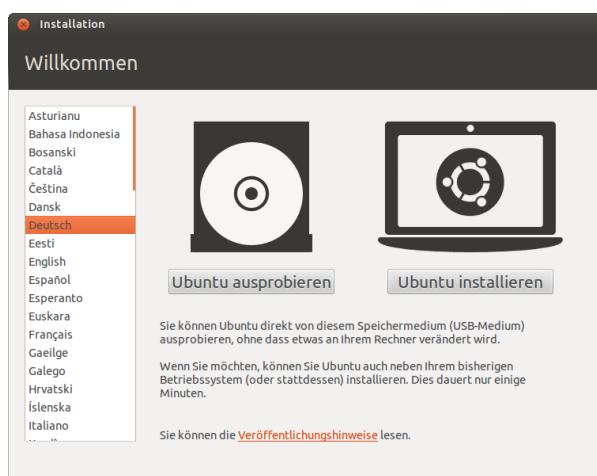 Installation
Willkommen
Asturianu
Bahasa Indonesia
Bosanski
Català
Čeština
Dansk
Deutsch
Eesti
English
Español
Esperanto
Euskara
Français
Gaeilge
Galego
Hrvatski
Íslenska
Italiano
Ubuntu ausprobieren
Ubuntu installieren
Sie können Ubuntu direkt von diesem Speichermedium (USB-Medium)
ausprobieren, ohne dass etwas an Ihrem Rechner verändert wird.
Wenn Sie möchten, können Sie Ubuntu auch neben Ihrem bisherigen
Betriebssystem (oder stattdessen) installieren. Dies dauert nur einige
Minuten.
Sie können die Veröffentlichungshinweise lesen.